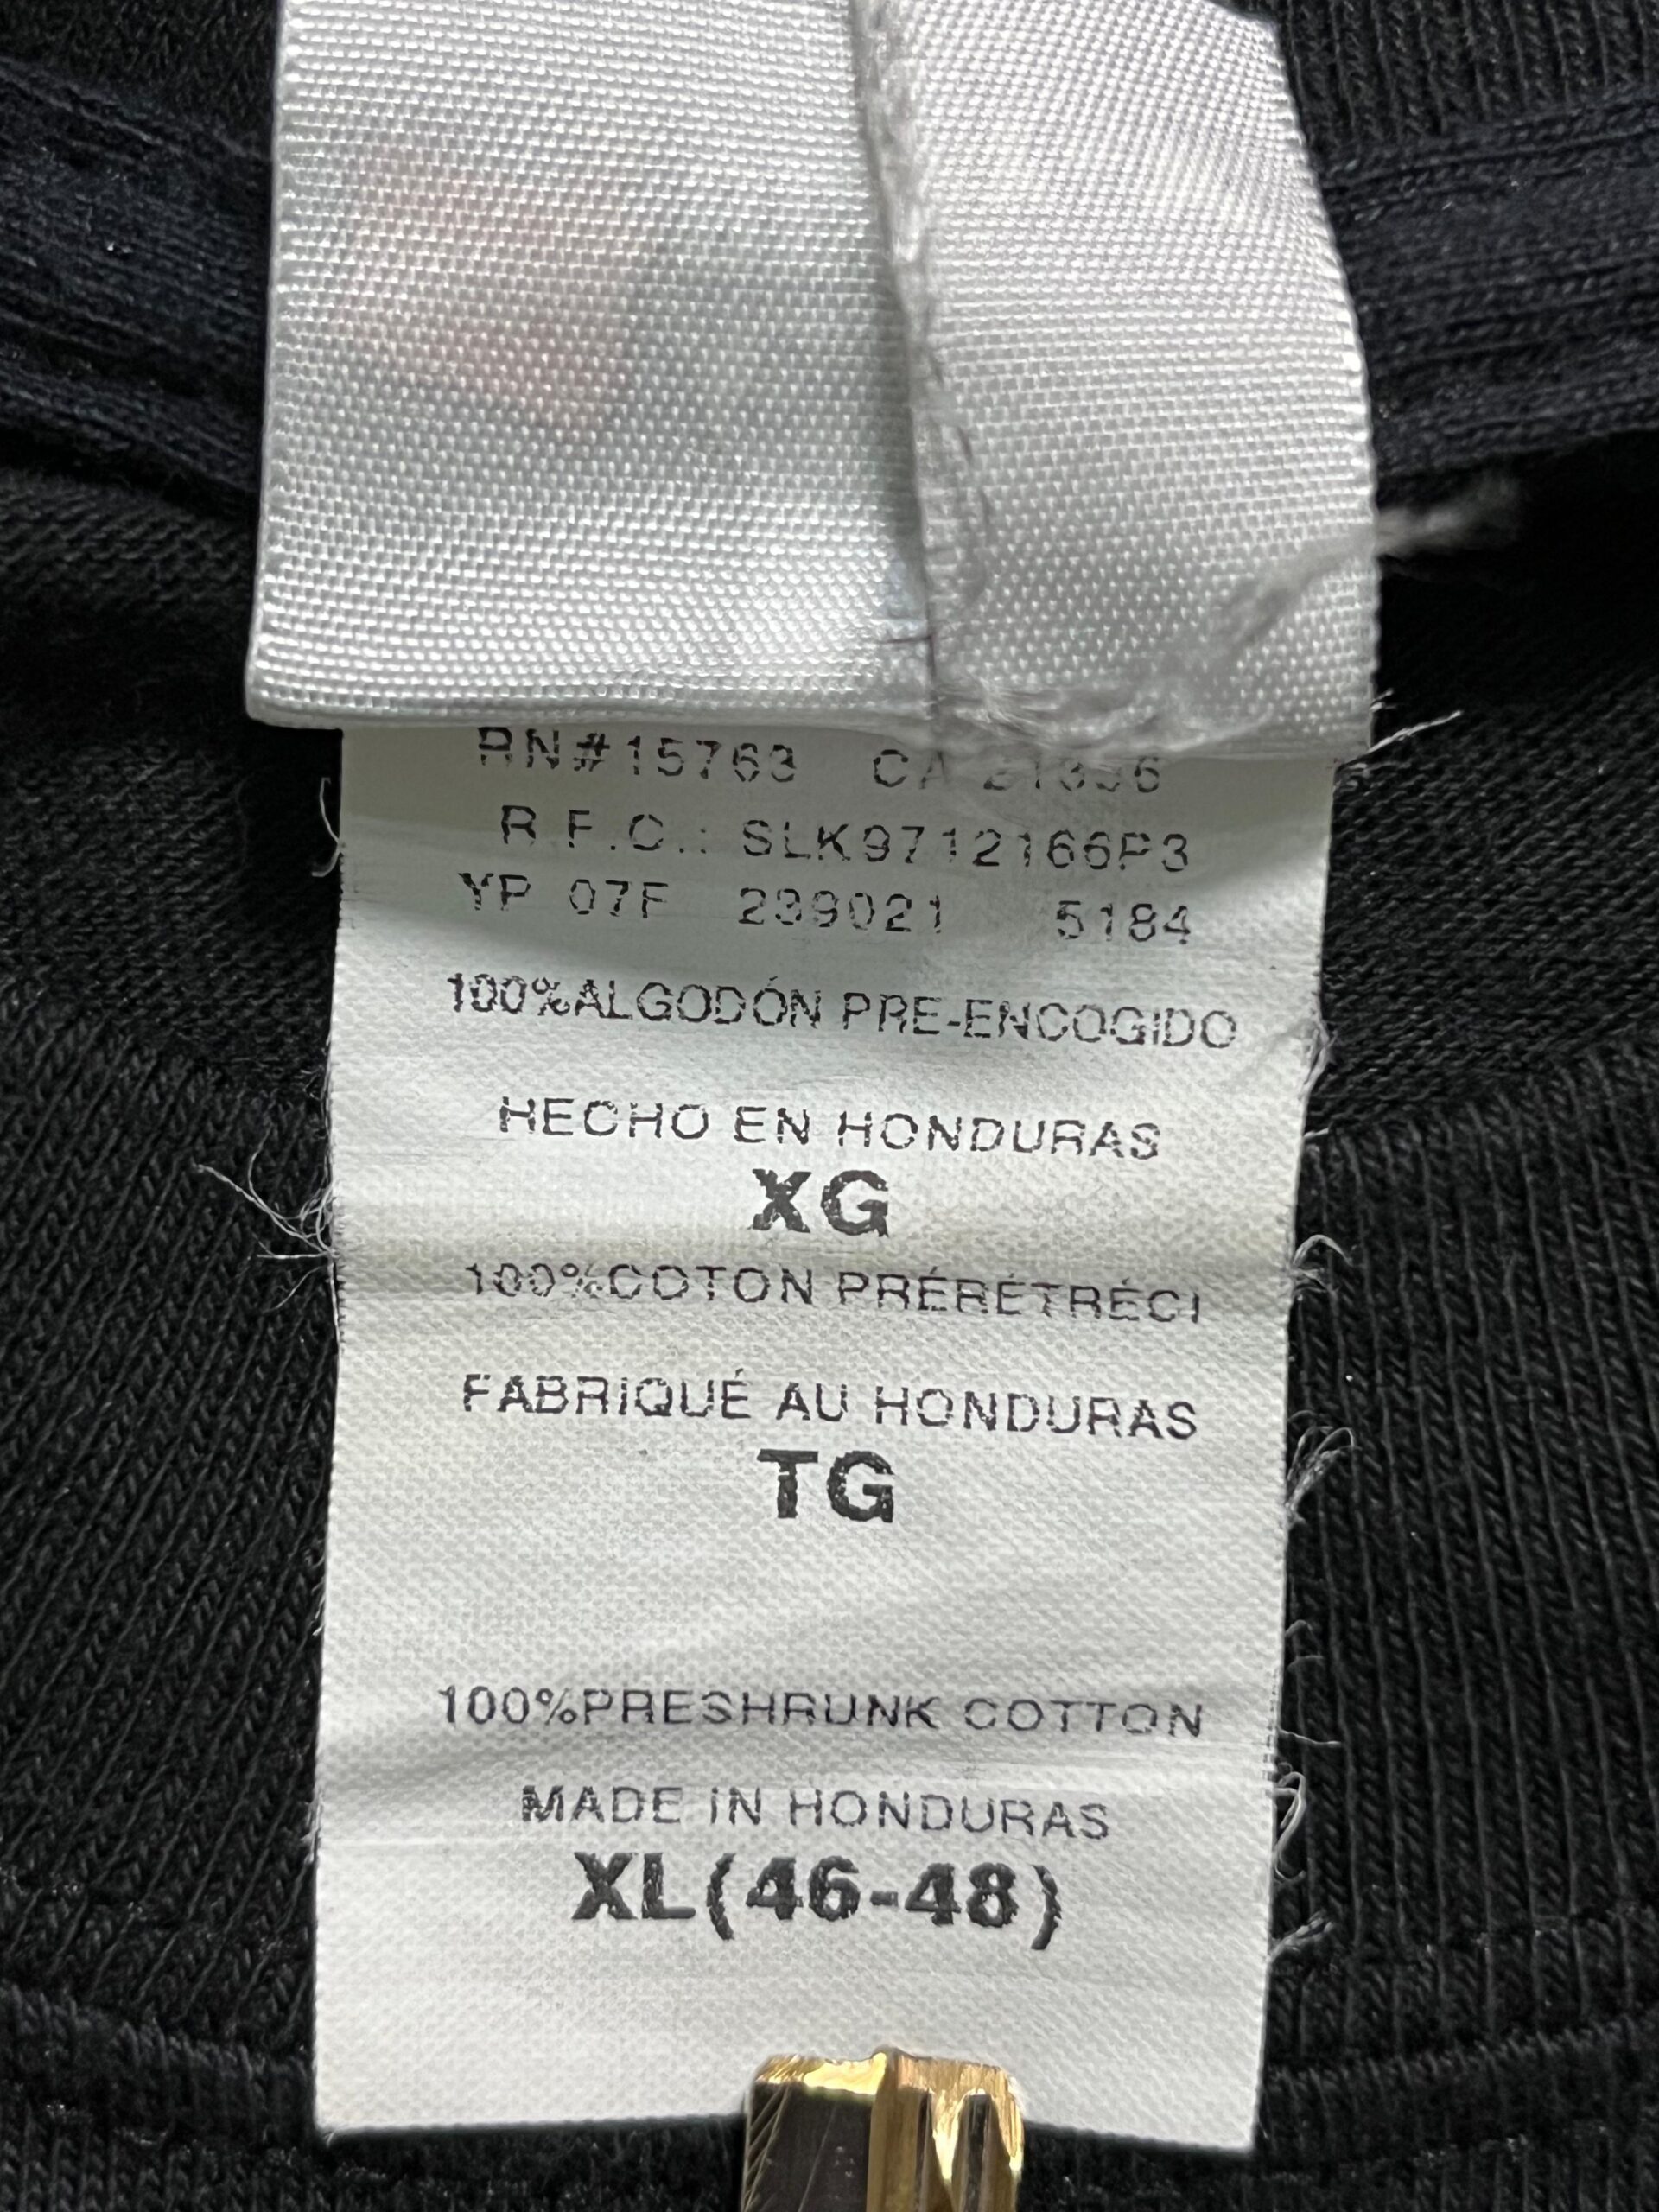 RN#15763 CA
R.F.C.: SLK9712166P3
YP 07F 239021 5184
100%ALGODÓN PRE-ENCOGIDO
HECHO EN HONDURAS
XG
100%COTON PRÉRÉTRÉCI
FABRIQUÉ AU HONDURAS
TG
100%PRESHRUNK COTTON
MADE IN HONDURAS
XL(46-48)